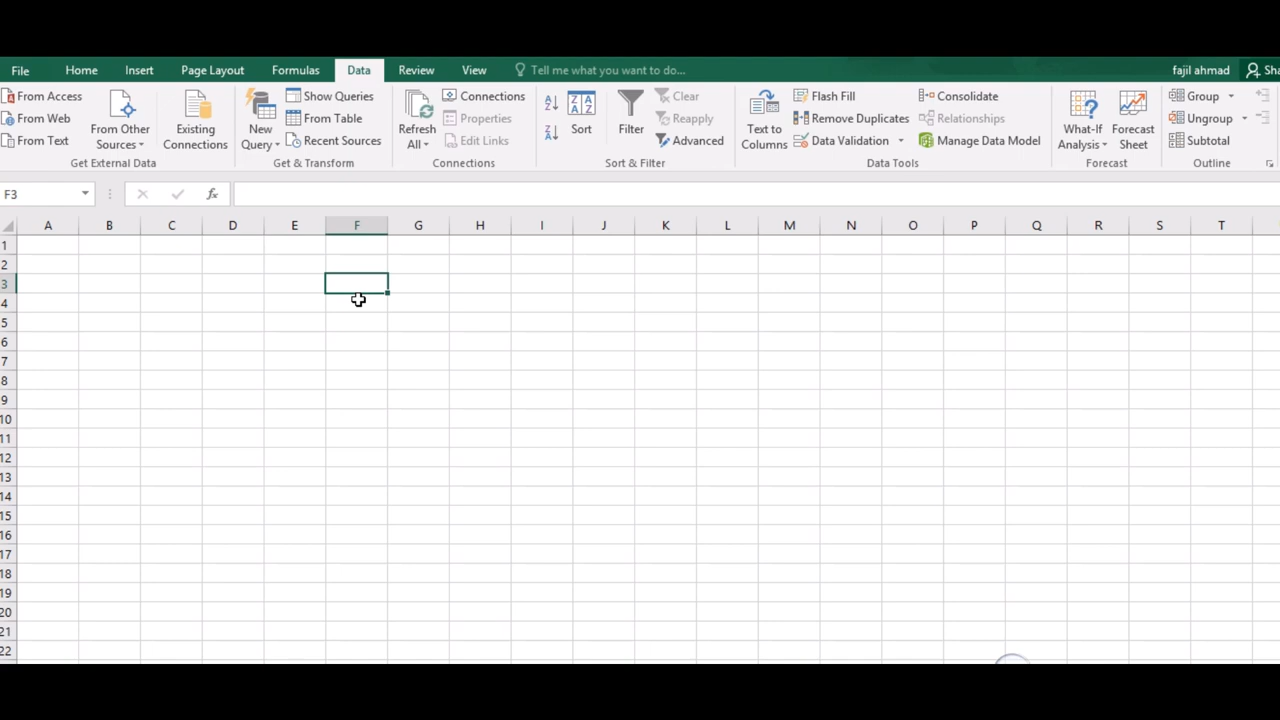 File Home Insert Page Layout Formulas Data Review View Tell me what you want to do... fajil ahmad
From Access
From Web
From Text
From Other Sources
Get External Data
Existing Connections
New Query
Show Queries
From Table
Recent Sources
Get & Transform
Refresh All
Connections
Properties
Edit Links
Connections
Sort
Filter
Clear
Reapply
Advanced
Sort & Filter
Text to Columns
Flash Fill
Remove Duplicates
Data Validation
Consolidate
Relationships
Manage Data Model
Data Tools
What-If Analysis
Forecast Sheet
Forecast
Group
Ungroup
Subtotal
Outline
F3 fx
A B C D E F G H I J K L M N O P Q R S T
1
2
3
4
5
6
7
8
9
10
11
12
13
14
15
16
17
18
19
20
21
22